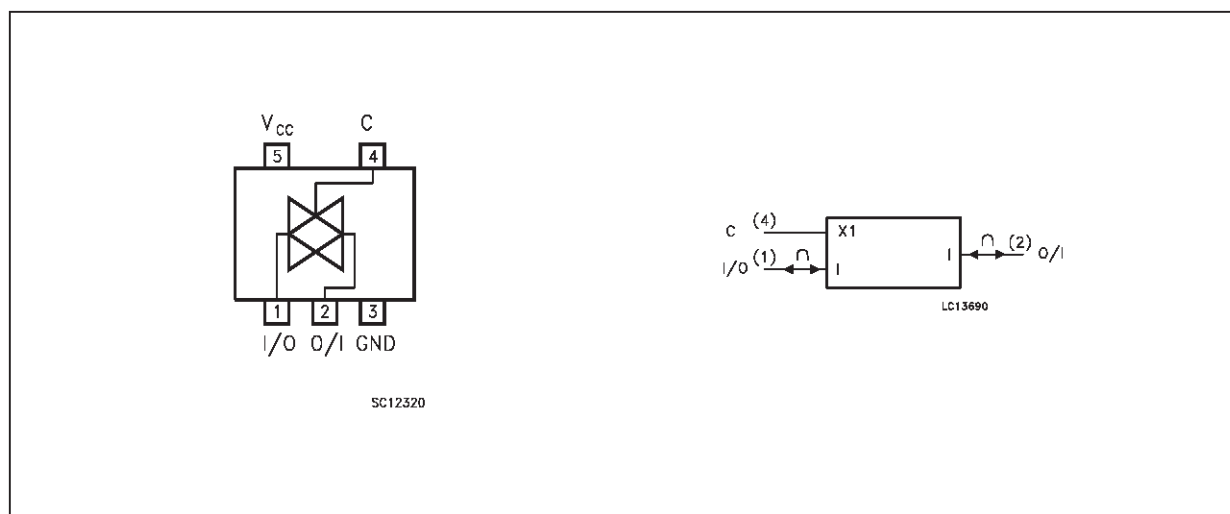 VCC C
5 4
1 2 3
I/O O/I GND
SC12320
C (4) X1
I/O (1) ∩ I
I ∩ (2) O/I
LC13690